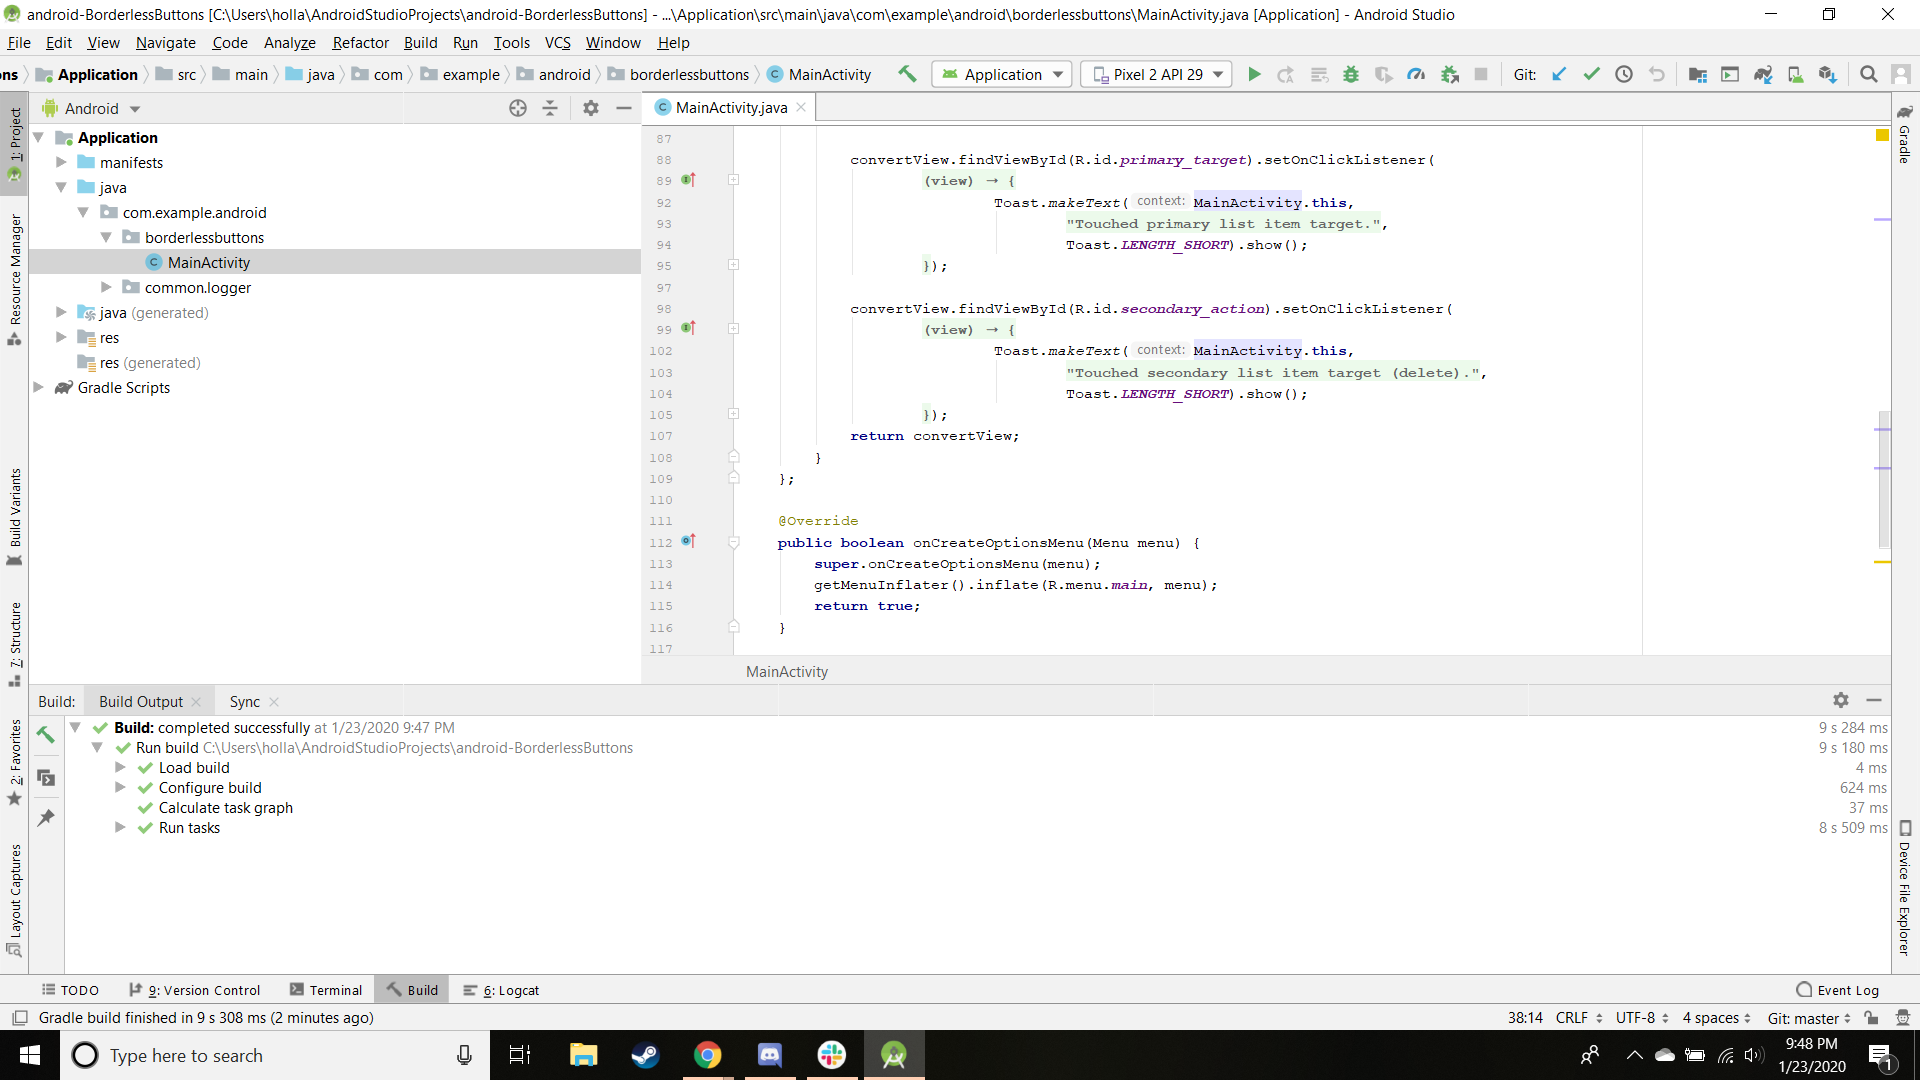 android-BorderlessButtons [C:\Users\holla\AndroidStudioProjects\android-BorderlessButtons] - ...\Application\src\main\java\com\example\android\borderlessbuttons\MainActivity.java [Application] - Android Studio
File Edit View Navigate Code Analyze Refactor Build Run Tools VCS Window Help
ons Application src main java com example android borderlessbuttons MainActivity Application Pixel 2 API 29 Git:
Android
MainActivity.java
1: Project
Resource Manager
Build Variants
7: Structure
2: Favorites
Layout Captures
Application
manifests
java
com.example.android
borderlessbuttons
MainActivity
common.logger
java (generated)
res
res (generated)
Gradle Scripts
87
88 convertView.findViewById(R.id.primary_target).setOnClickListener(
89 (view) → {
92 Toast.makeText( context: MainActivity.this,
93 "Touched primary list item target.",
94 Toast.LENGTH_SHORT).show();
95 });
97
98 convertView.findViewById(R.id.secondary_action).setOnClickListener(
99 (view) → {
102 Toast.makeText( context: MainActivity.this,
103 "Touched secondary list item target (delete).",
104 Toast.LENGTH_SHORT).show();
105 });
107 return convertView;
108 }
109 };
110
111 @Override
112 public boolean onCreateOptionsMenu(Menu menu) {
113 super.onCreateOptionsMenu(menu);
114 getMenuInflater().inflate(R.menu.main, menu);
115 return true;
116 }
117
MainActivity
Gradle
Device File Explorer
Build: Build Output Sync
Build: completed successfully at 1/23/2020 9:47 PM 9 s 284 ms
Run build C:\Users\holla\AndroidStudioProjects\android-BorderlessButtons 9 s 180 ms
Load build 4 ms
Configure build 624 ms
Calculate task graph 37 ms
Run tasks 8 s 509 ms
TODO 9: Version Control Terminal Build 6: Logcat Event Log
Gradle build finished in 9 s 308 ms (2 minutes ago) 38:14 CRLF UTF-8 4 spaces Git: master
Type here to search
9:48 PM
1/23/2020
1